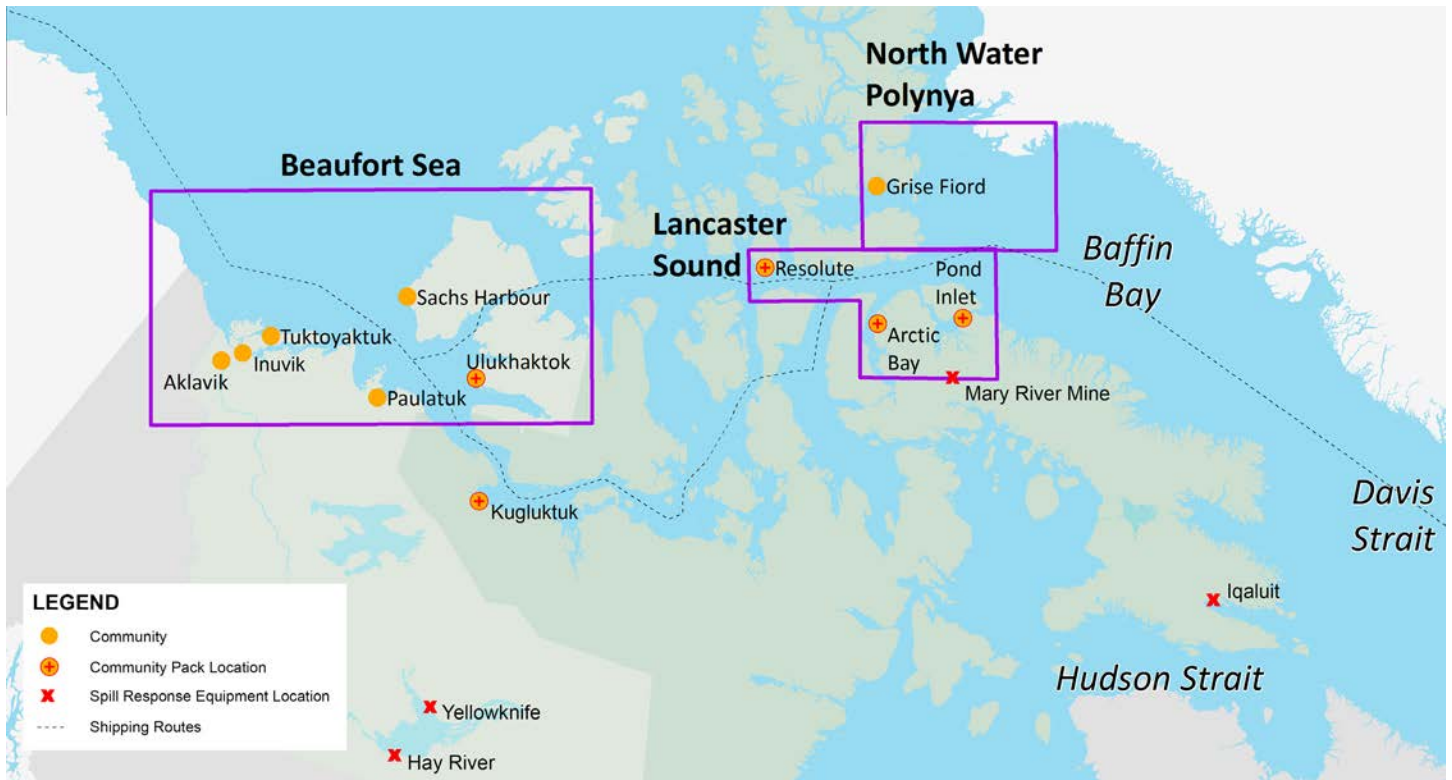 North Water
Polynya
Beaufort Sea
Grise Fiord
Lancaster
Sound
Baffin
Bay
Resolute
Pond
Inlet
Sachs Harbour
Tuktoyaktuk
Inuvik
Aklavik
Ulukhaktok
Paulatuk
Arctic
Bay
Mary River Mine
Kugluktuk
Davis
Strait
Iqaluit
Hudson Strait
Yellowknife
Hay River
LEGEND
Community
Community Pack Location
Spill Response Equipment Location
Shipping Routes